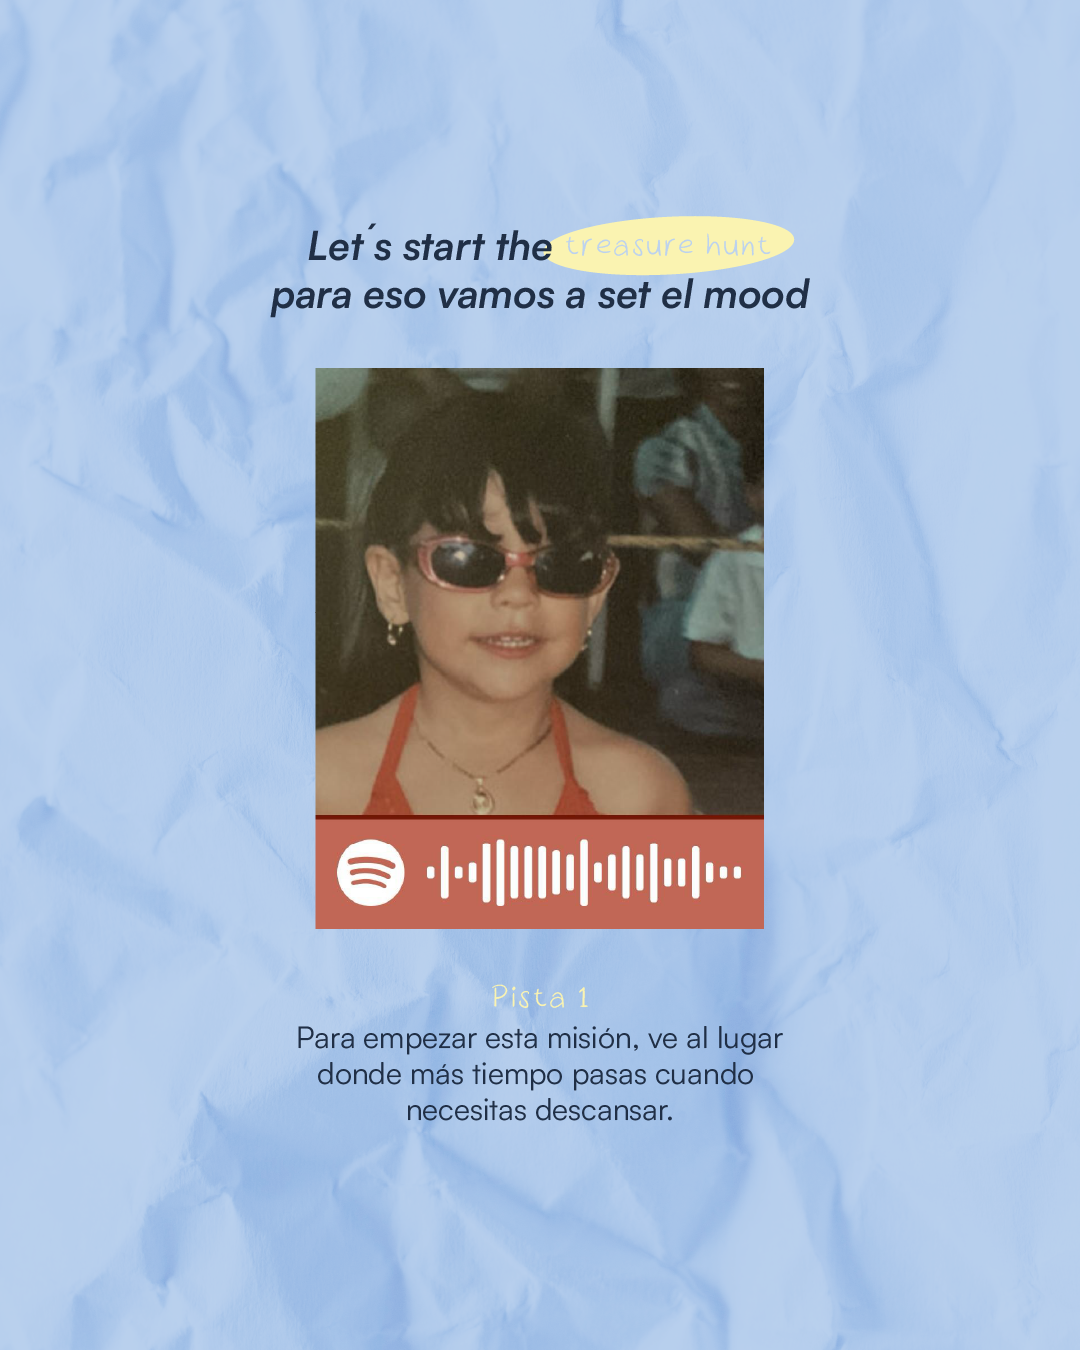 Let´s start the treasure hunt
para eso vamos a set el mood
Pista 1
Para empezar esta misión, ve al lugar
donde más tiempo pasas cuando
necesitas descansar.